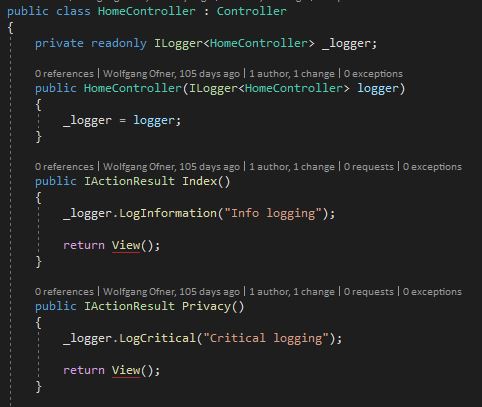 public class HomeController : Controller
{
private readonly ILogger<HomeController> _logger;
0 references | Wolfgang Ofner, 105 days ago | 1 author, 1 change | 0 exceptions
public HomeController(ILogger<HomeController> logger)
{
_logger = logger;
}
0 references | Wolfgang Ofner, 105 days ago | 1 author, 1 change | 0 requests | 0 exceptions
public IActionResult Index()
{
_logger.LogInformation("Info logging");
return View();
}
0 references | Wolfgang Ofner, 105 days ago | 1 author, 1 change | 0 requests | 0 exceptions
public IActionResult Privacy()
{
_logger.LogCritical("Critical logging");
return View();
}